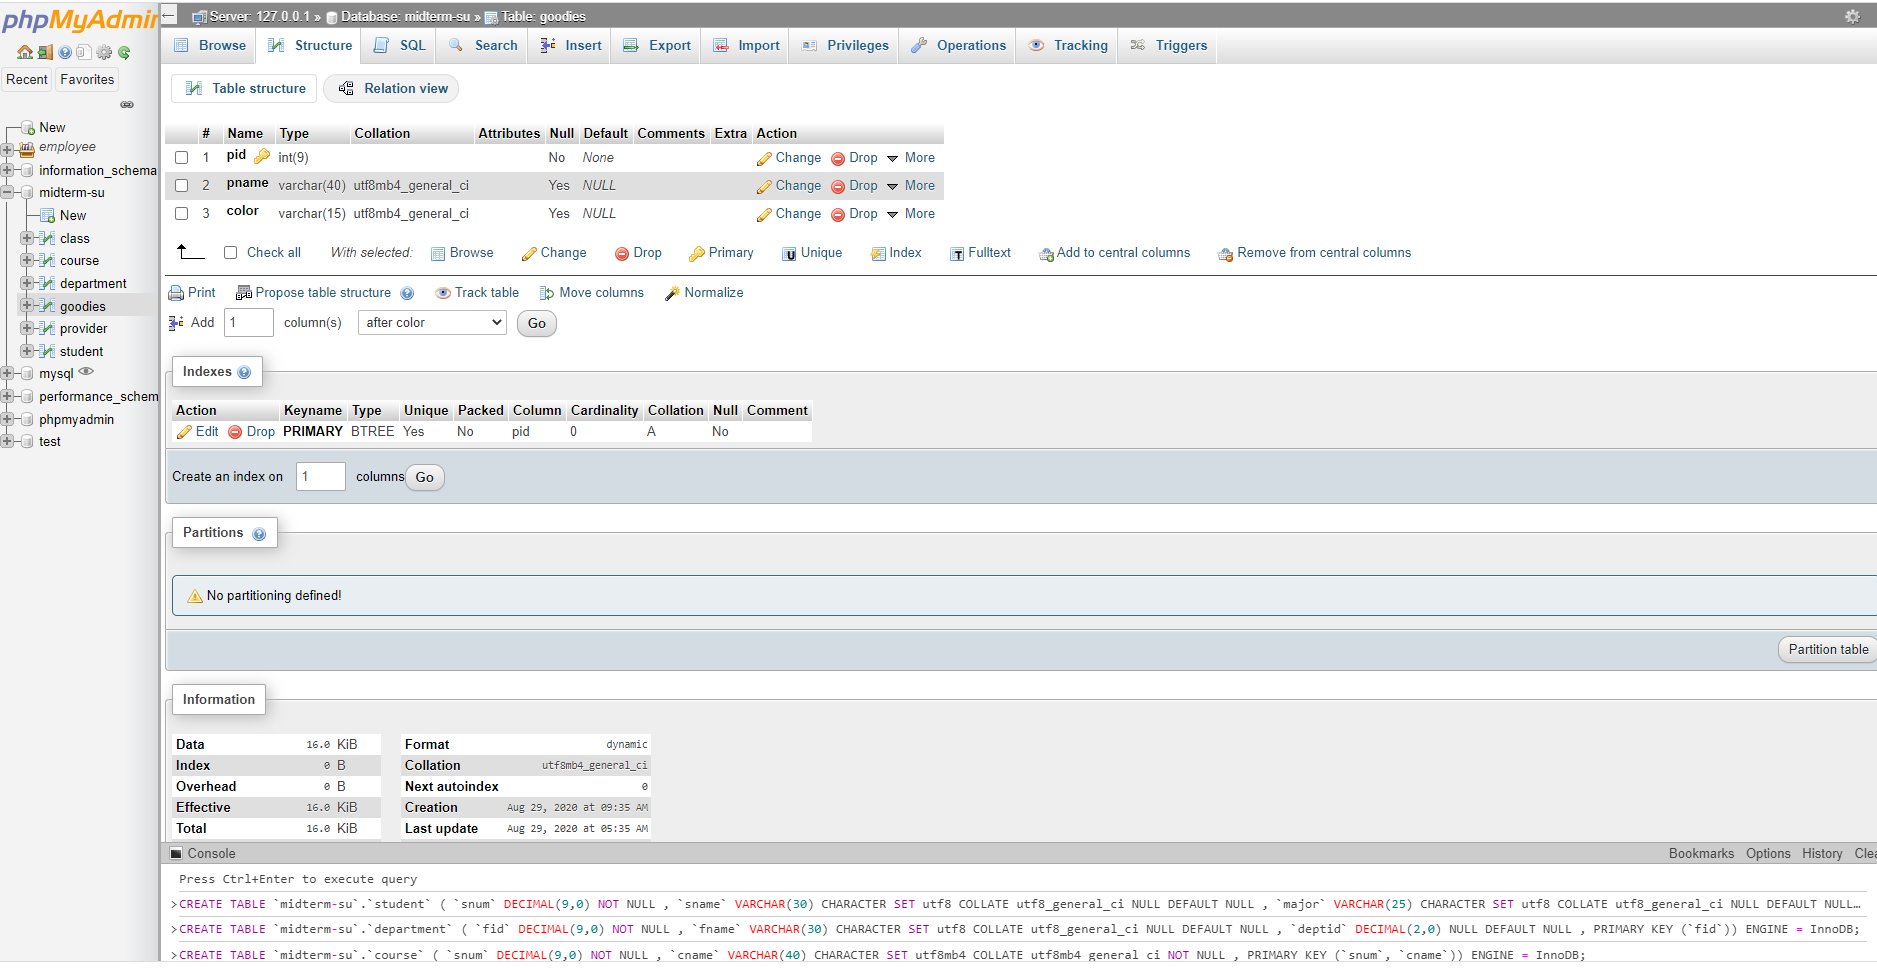 phpMyAdmin
Server: 127.0.0.1 » Database: midterm-su » Table: goodies
Browse Structure SQL Search Insert Export Import Privileges Operations Tracking Triggers
Recent Favorites
New
employee
information_schema
midterm-su
New
class
course
department
goodies
provider
student
mysql
performance_schem
phpmyadmin
test
Table structure Relation view
# Name Type Collation Attributes Null Default Comments Extra Action
1 pid int(9) No None Change Drop More
2 pname varchar(40) utf8mb4_general_ci Yes NULL Change Drop More
3 color varchar(15) utf8mb4_general_ci Yes NULL Change Drop More
Check all With selected: Browse Change Drop Primary Unique Index Fulltext Add to central columns Remove from central columns
Print Propose table structure Track table Move columns Normalize
Add 1 column(s) after color Go
Indexes
Action Keyname Type Unique Packed Column Cardinality Collation Null Comment
Edit Drop PRIMARY BTREE Yes No pid 0 A No
Create an index on 1 columns Go
Partitions
No partitioning defined!
Partition table
Information
Data 16.0 KiB
Index 0 B
Overhead 0 B
Effective 16.0 KiB
Total 16.0 KiB
Format dynamic
Collation utf8mb4_general_ci
Next autoindex 0
Creation Aug 29, 2020 at 09:35 AM
Last update Aug 29, 2020 at 05:35 AM
Console Bookmarks Options History Clea
Press Ctrl+Enter to execute query
>CREATE TABLE `midterm-su`.`student` ( `snum` DECIMAL(9,0) NOT NULL , `sname` VARCHAR(30) CHARACTER SET utf8 COLLATE utf8_general_ci NULL DEFAULT NULL , `major` VARCHAR(25) CHARACTER SET utf8 COLLATE utf8_general_ci NULL DEFAULT NULL…
>CREATE TABLE `midterm-su`.`department` ( `fid` DECIMAL(9,0) NOT NULL , `fname` VARCHAR(30) CHARACTER SET utf8 COLLATE utf8_general_ci NULL DEFAULT NULL , `deptid` DECIMAL(2,0) NULL DEFAULT NULL , PRIMARY KEY (`fid`)) ENGINE = InnoDB;
>CREATE TABLE `midterm-su`.`course` ( `snum` DECIMAL(9,0) NOT NULL , `cname` VARCHAR(40) CHARACTER SET utf8mb4 COLLATE utf8mb4_general_ci NOT NULL , PRIMARY KEY (`snum`, `cname`)) ENGINE = InnoDB;